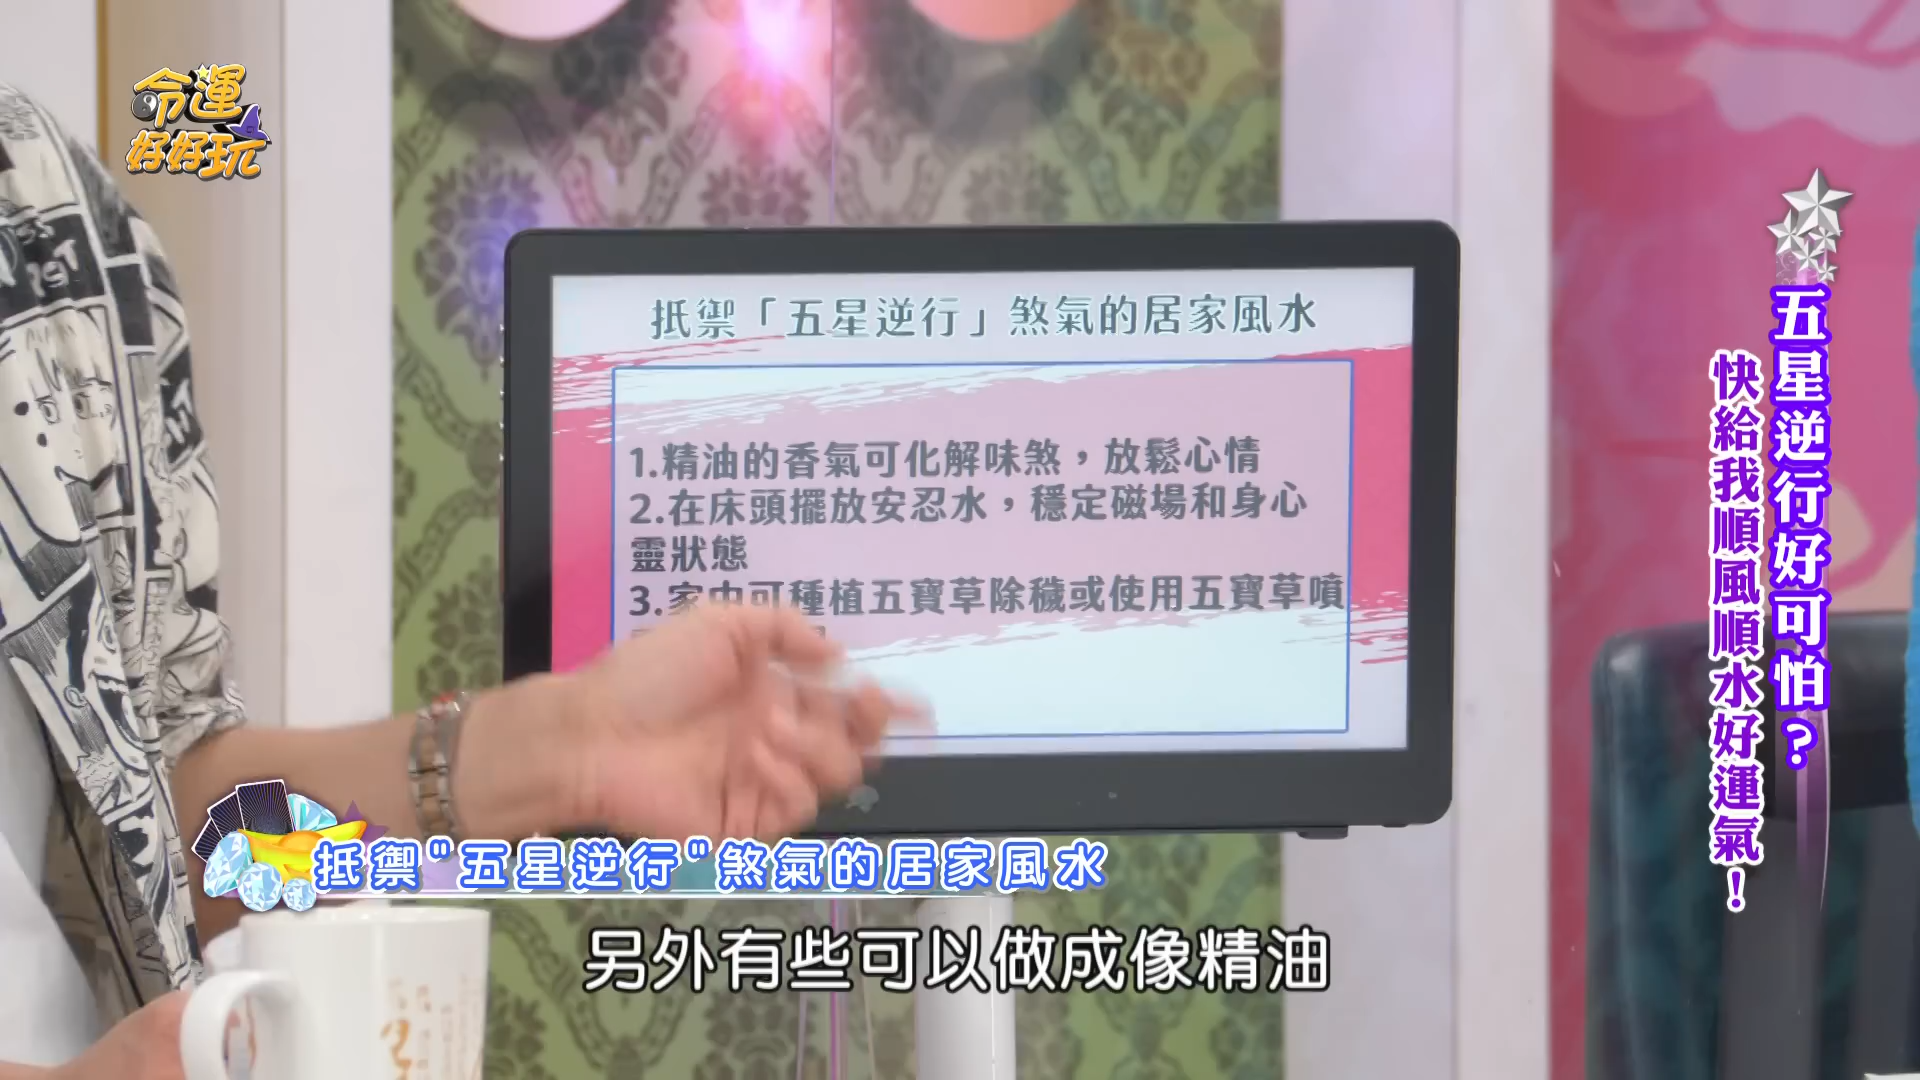 命運
好好玩
抵禦「五星逆行」煞氣的居家風水
1.精油的香氣可化解味煞，放鬆心情
2.在床頭擺放安忍水，穩定磁場和身心
靈狀態
3.家中可種植五寶草除穢或使用五寶草噴
五星逆行好可怕？
快給我順風順水好運氣！
抵禦"五星逆行"煞氣的居家風水
另外有些可以做成像精油